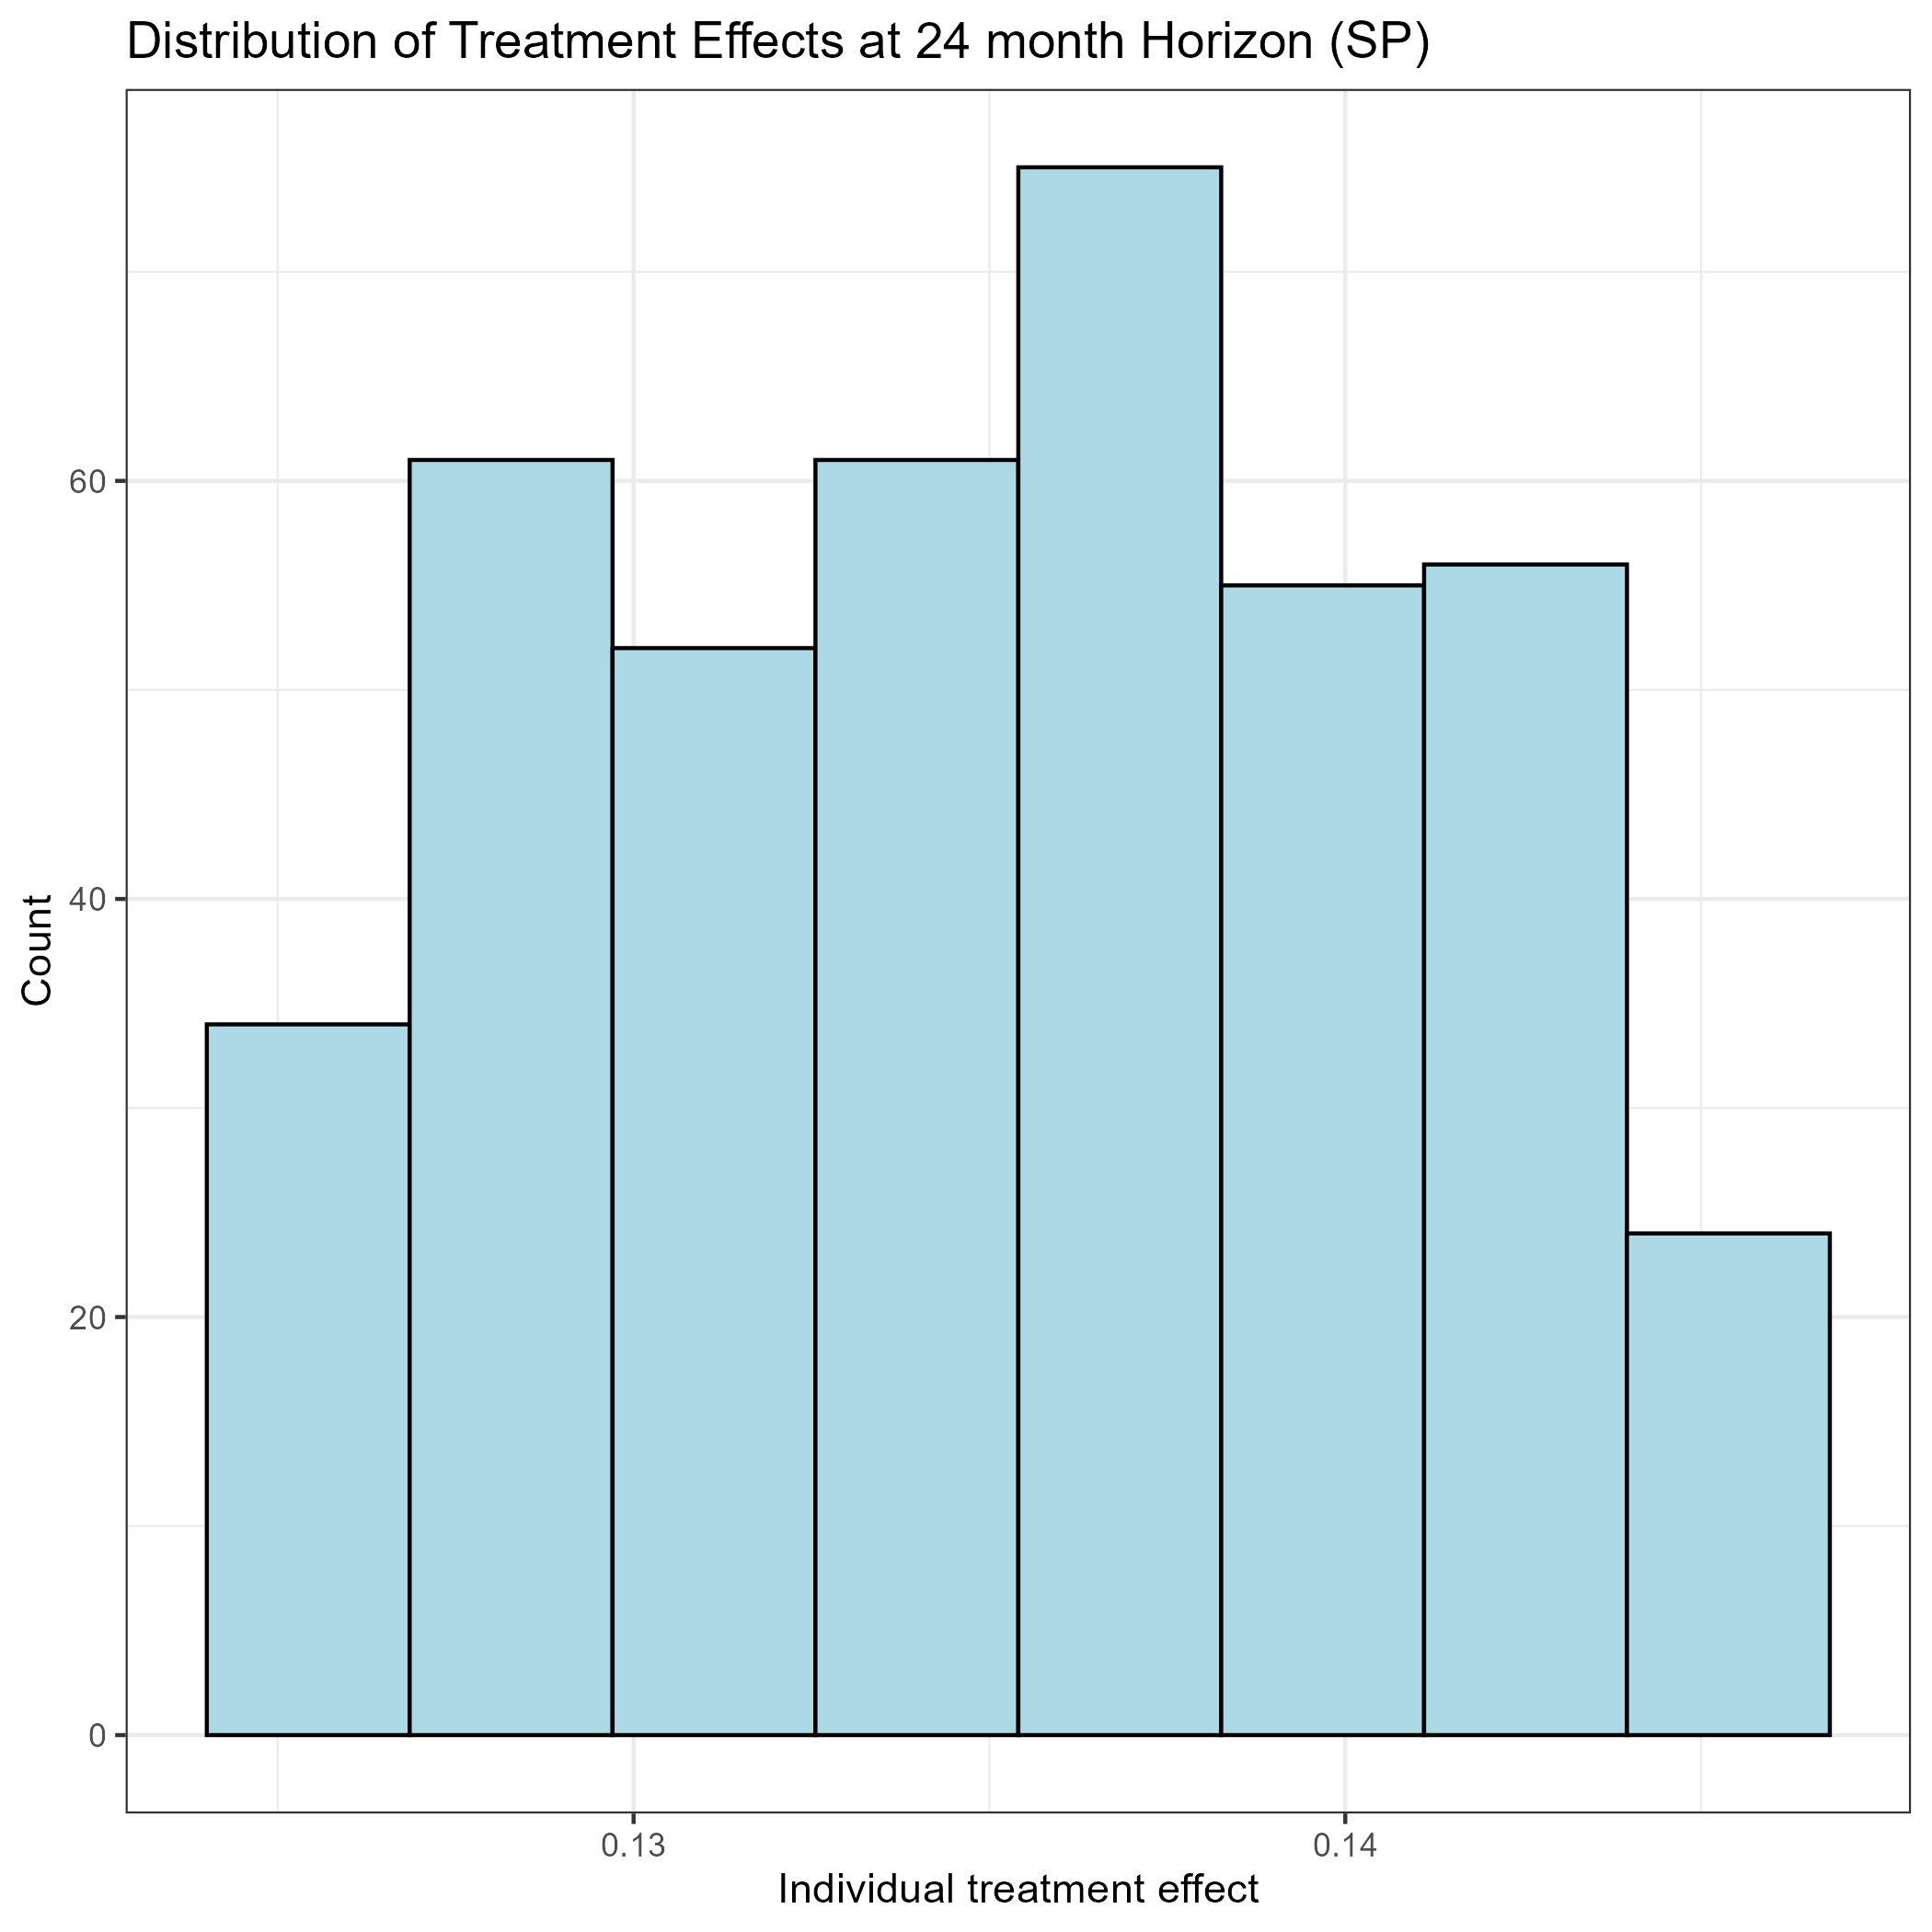 Distribution of Treatment Effects at 24 month Horizon (SP)
Count
60
40
20
0
0.13 0.14
Individual treatment effect